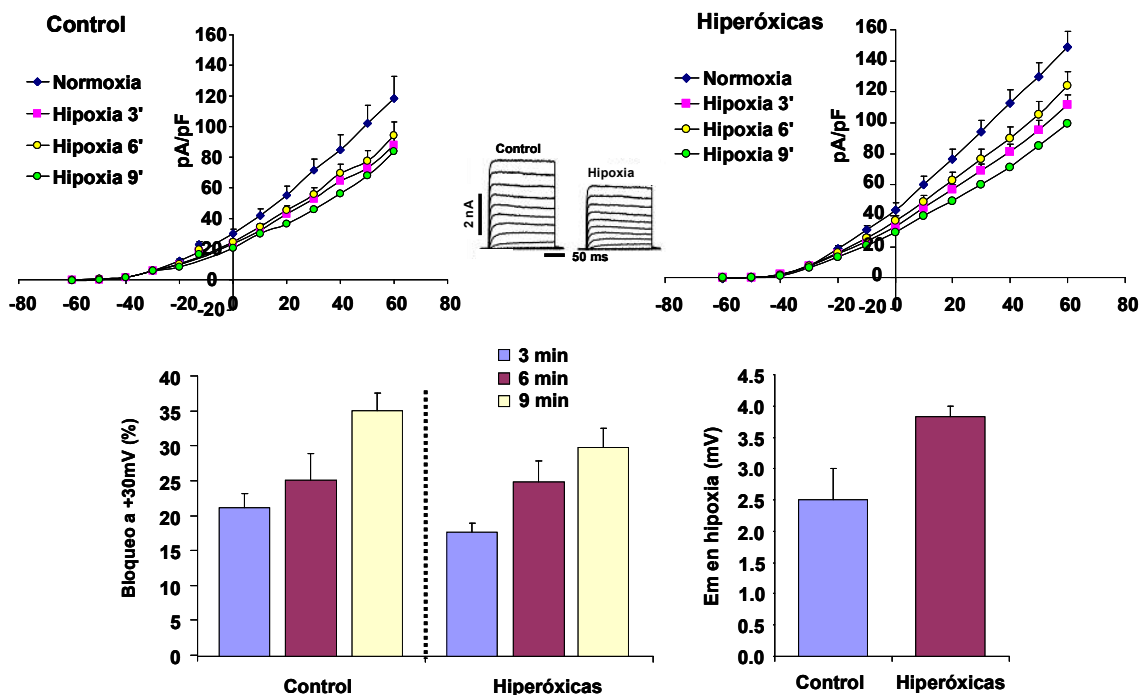 Control
Normoxia
Hipoxia 3'
Hipoxia 6'
Hipoxia 9'
pA/pF
160
140
120
100
80
60
40
20
0
-20
-80 -60 -40 -20 0 20 40 60 80
Control
Hipoxia
2 nA
50 ms
Hiperóxicas
Normoxia
Hipoxia 3'
Hipoxia 6'
Hipoxia 9'
pA/pF
160
140
120
100
80
60
40
20
0
-20
-80 -60 -40 -20 0 20 40 60 80
3 min
6 min
9 min
Bloqueo a +30mV (%)
40
35
30
25
20
15
10
5
0
Control Hiperóxicas
Em en hipoxia (mV)
4.5
4.0
3.5
3.0
2.5
2.0
1.5
1.0
0.5
0.0
Control Hiperóxicas